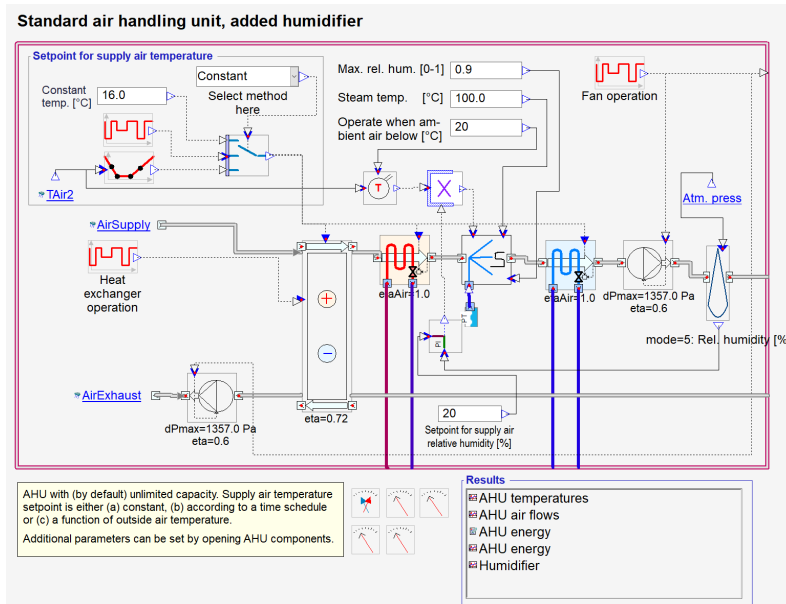 Standard air handling unit, added humidifier
Setpoint for supply air temperature
Constant
temp. [°C]
16.0
Constant
Select method
here
TAir2
Max. rel. hum. [0-1]
0.9
Steam temp. [°C]
100.0
Operate when am-
bient air below [°C]
20
Fan operation
T
X
Atm. press
AirSupply
Heat
exchanger
operation
S
etaAir=1.0
etaAir=1.0
dPmax=1357.0 Pa
eta=0.6
PI
mode=5: Rel. humidity [%
AirExhaust
dPmax=1357.0 Pa
eta=0.6
eta=0.72
20
Setpoint for supply air
relative humidity [%]
AHU with (by default) unlimited capacity. Supply air temperature
setpoint is either (a) constant, (b) according to a time schedule
or (c) a function of outside air temperature.
Additional parameters can be set by opening AHU components.
Results
AHU temperatures
AHU air flows
AHU energy
AHU energy
Humidifier